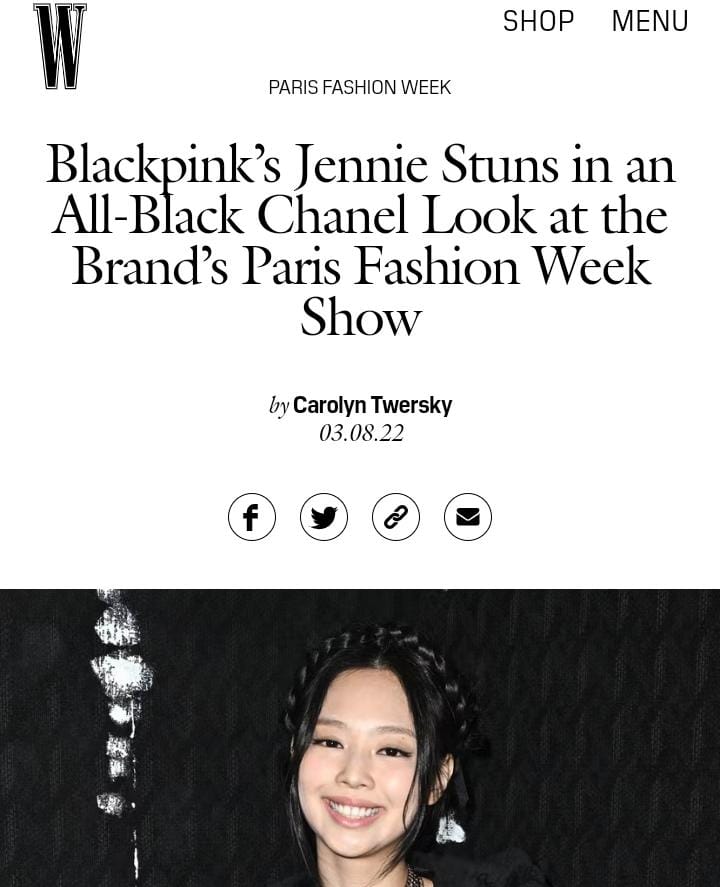 W
SHOP MENU
PARIS FASHION WEEK
Blackpink’s Jennie Stuns in an
All-Black Chanel Look at the
Brand’s Paris Fashion Week
Show
by Carolyn Twersky
03.08.22